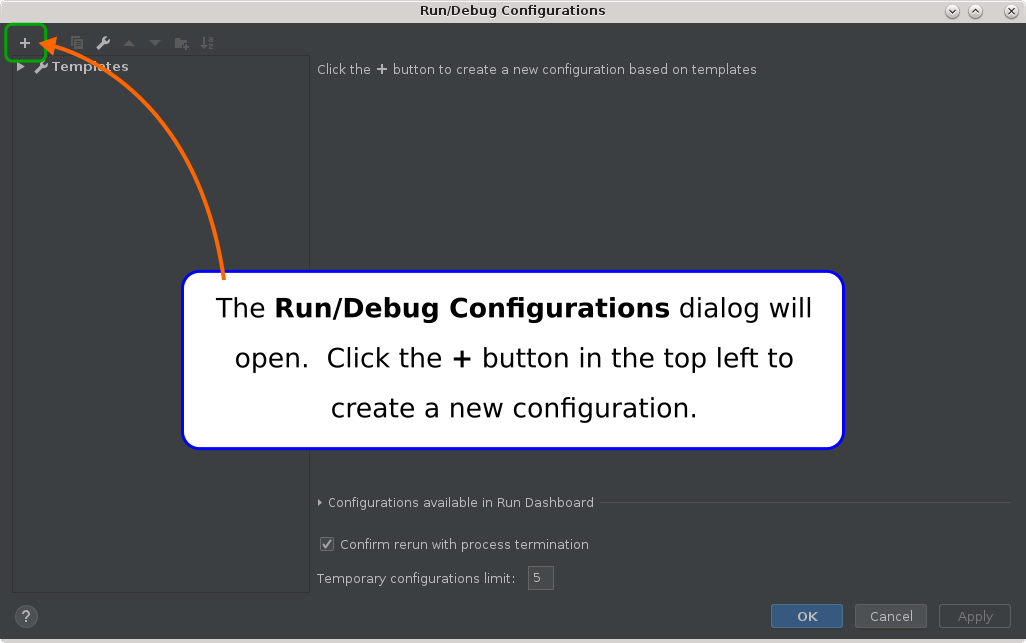 Run/Debug Configurations
Templates
Click the + button to create a new configuration based on templates
The Run/Debug Configurations dialog will
open.  Click the + button in the top left to
create a new configuration.
Configurations available in Run Dashboard
Confirm rerun with process termination
Temporary configurations limit: 5
? OK Cancel Apply